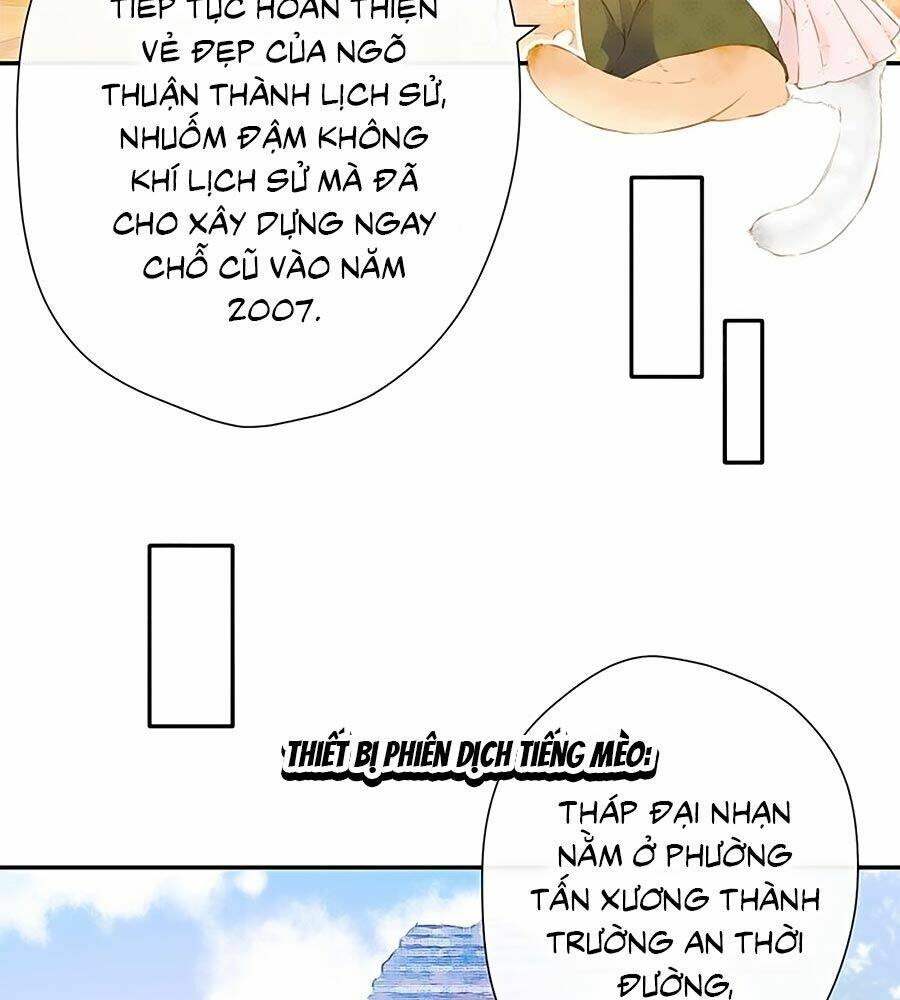 TIẾP TỤC HOÀN THIỆN
VẺ ĐẸP CỦA NGÕ
THUẬN THÀNH LỊCH SỬ,
NHUỐM ĐẬM KHÔNG
KHÍ LỊCH SỬ MÀ ĐÃ
CHO XÂY DỰNG NGAY
CHỖ CŨ VÀO NĂM
2007.
THIẾT BỊ PHIÊN DỊCH TIẾNG MÈO:
THÁP ĐẠI NHẠN
NẰM Ở PHƯỜNG
TẤN XƯƠNG THÀNH
TRƯỜNG AN THỜI
ĐƯỜNG,